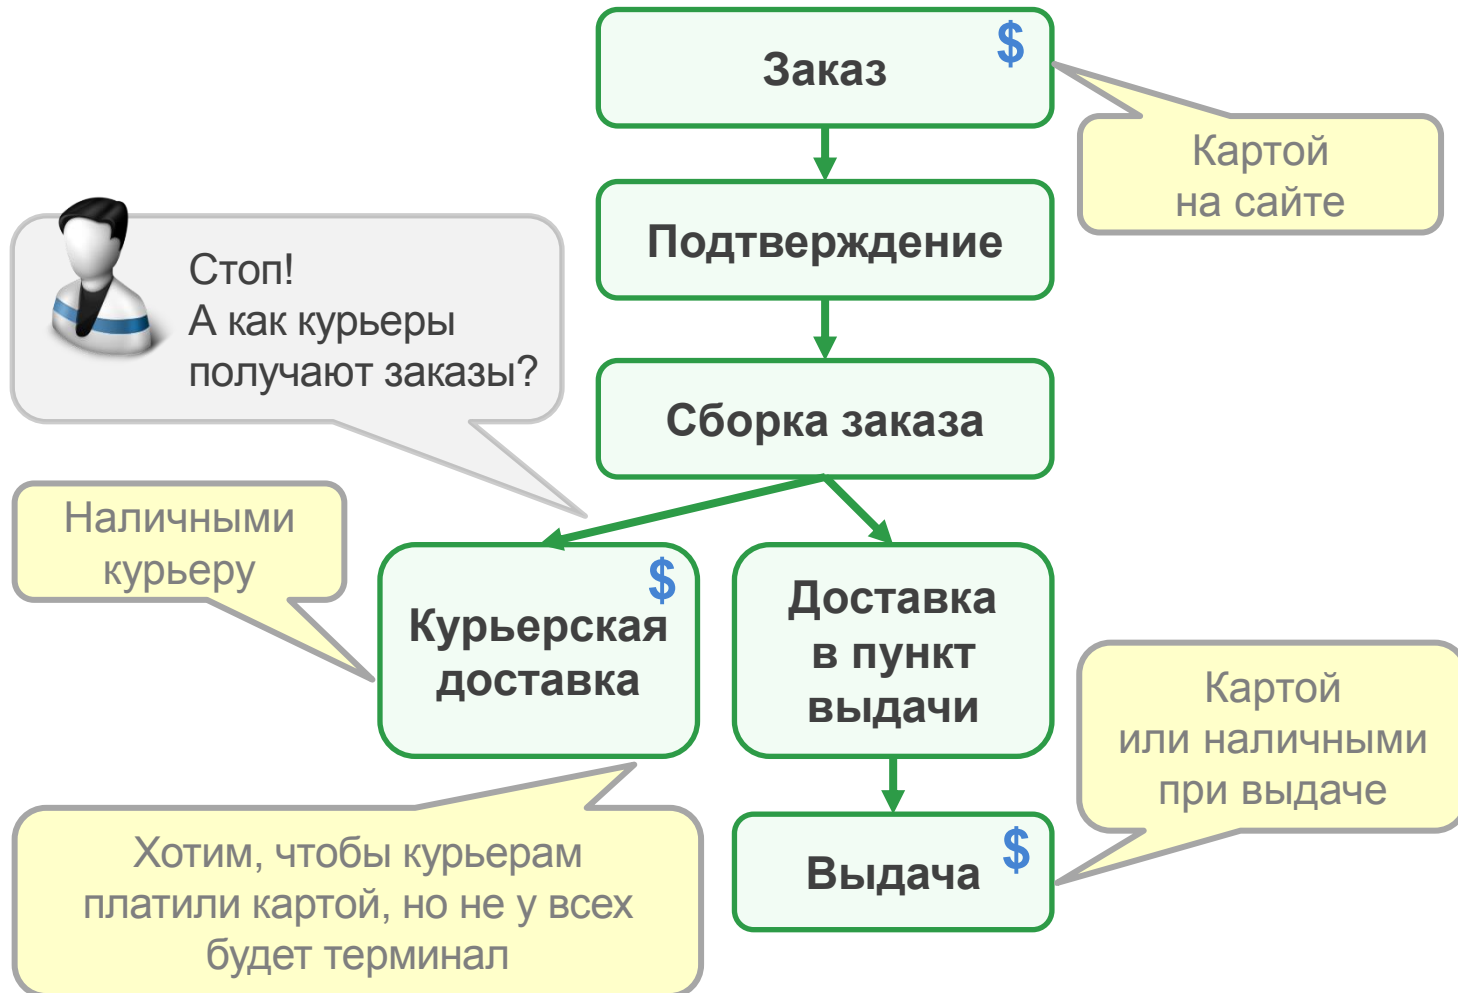 $
Заказ
Картой
на сайте
Подтверждение
Стоп!
А как курьеры
получают заказы?
Сборка заказа
Наличными
курьеру
$
Курьерская
доставка
Доставка
в пункт
выдачи
Картой
или наличными
при выдаче
Хотим, чтобы курьерам
платили картой, но не у всех
будет терминал
$
Выдача